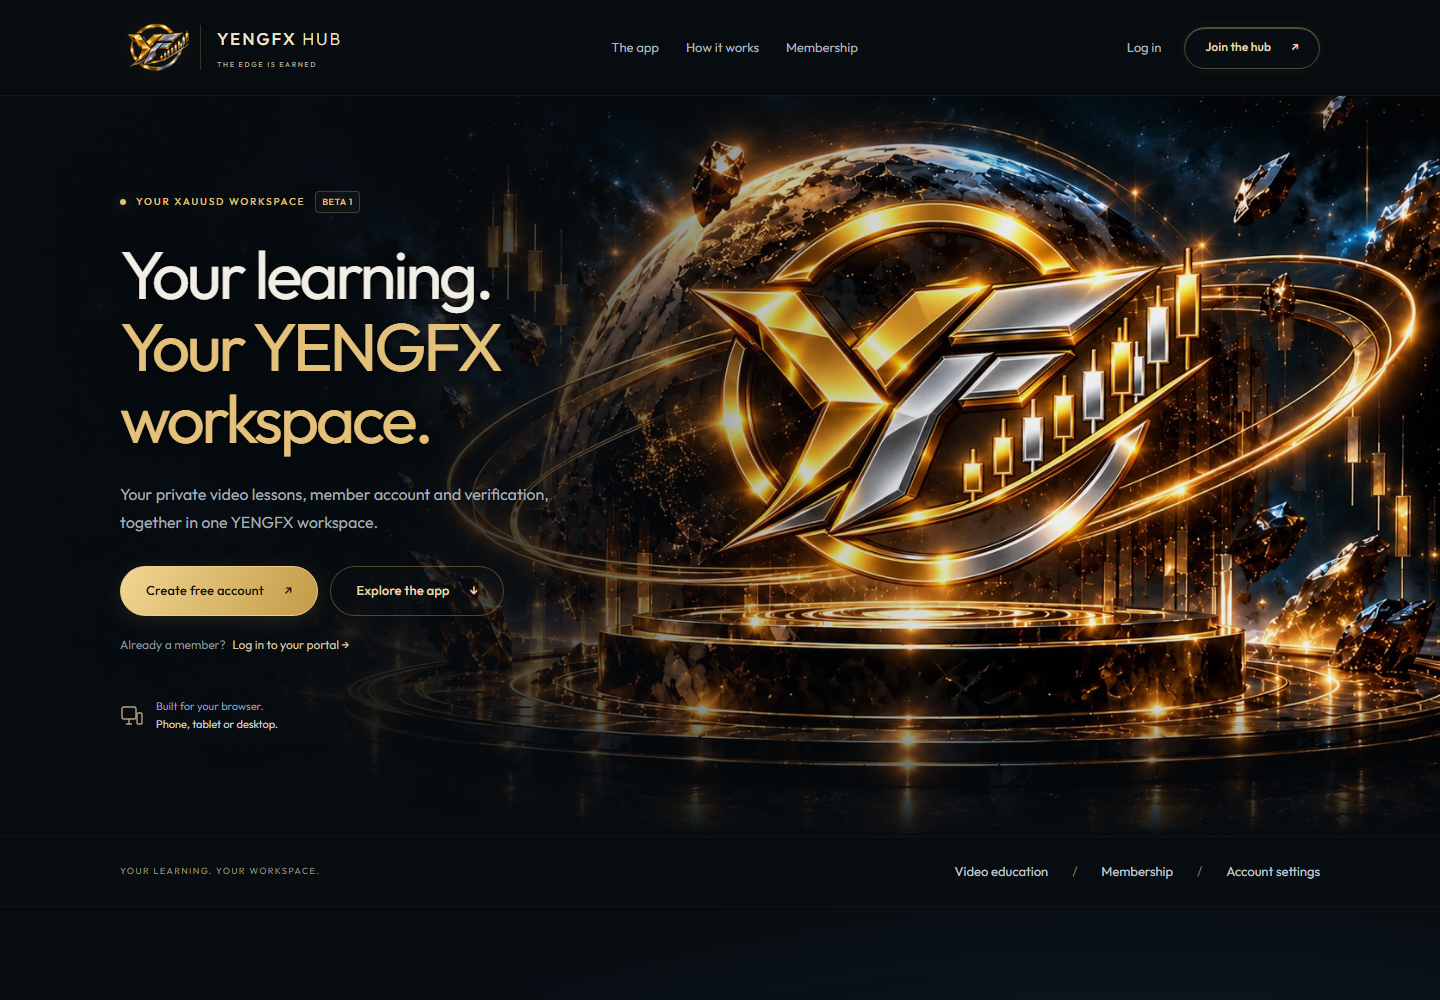 YENGFX HUB
THE EDGE IS EARNED
The app
How it works
Membership
Log in
Join the hub
YOUR XAUUSD WORKSPACE
BETA 1
Your learning.
Your YENGFX
workspace.
Your private video lessons, member account and verification,
together in one YENGFX workspace.
Create free account
Explore the app
Already a member? Log in to your portal
Built for your browser.
Phone, tablet or desktop.
YOUR LEARNING. YOUR WORKSPACE.
Video education / Membership / Account settings